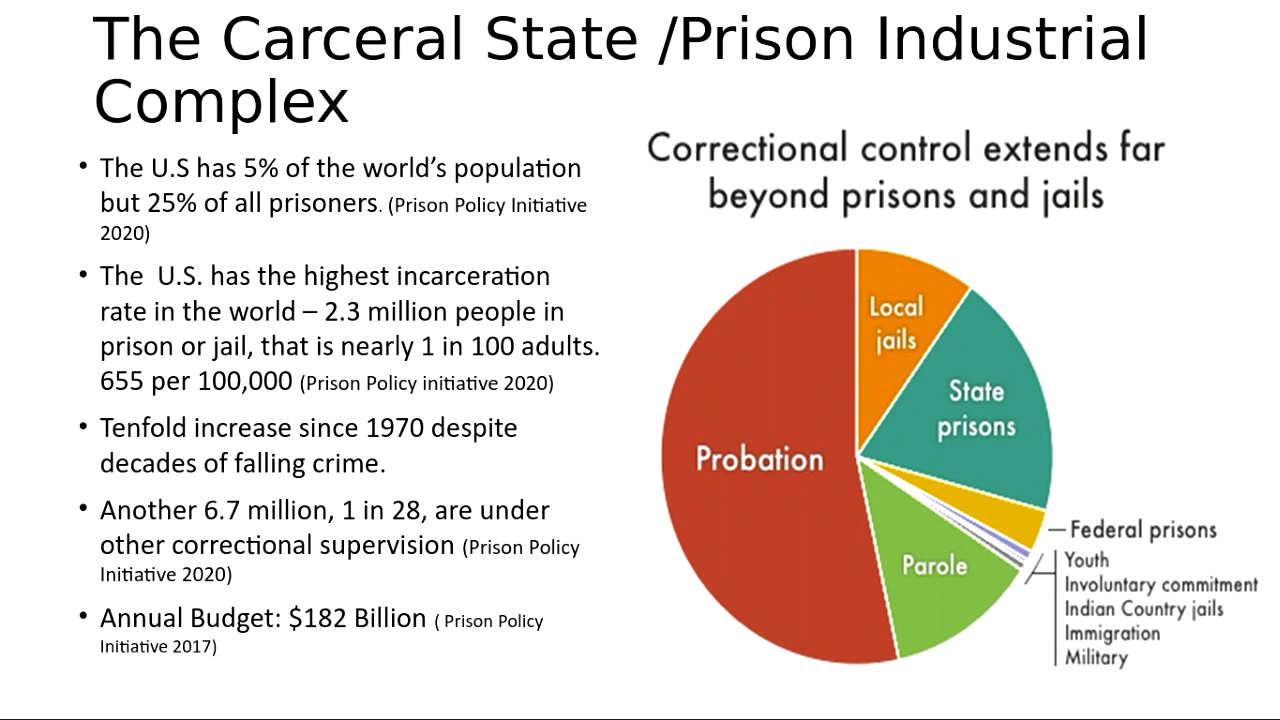 The Carceral State /Prison Industrial
Complex
• The U.S has 5% of the world’s population
but 25% of all prisoners. (Prison Policy Initiative
2020)
• The  U.S. has the highest incarceration
rate in the world – 2.3 million people in
prison or jail, that is nearly 1 in 100 adults.
655 per 100,000 (Prison Policy initiative 2020)
• Tenfold increase since 1970 despite
decades of falling crime.
• Another 6.7 million, 1 in 28, are under
other correctional supervision (Prison Policy
Initiative 2020)
• Annual Budget: $182 Billion ( Prison Policy
Initiative 2017)
Correctional control extends far
beyond prisons and jails
Local
jails
State
prisons
Probation
Parole
Federal prisons
Youth
Involuntary commitment
Indian Country jails
Immigration
Military